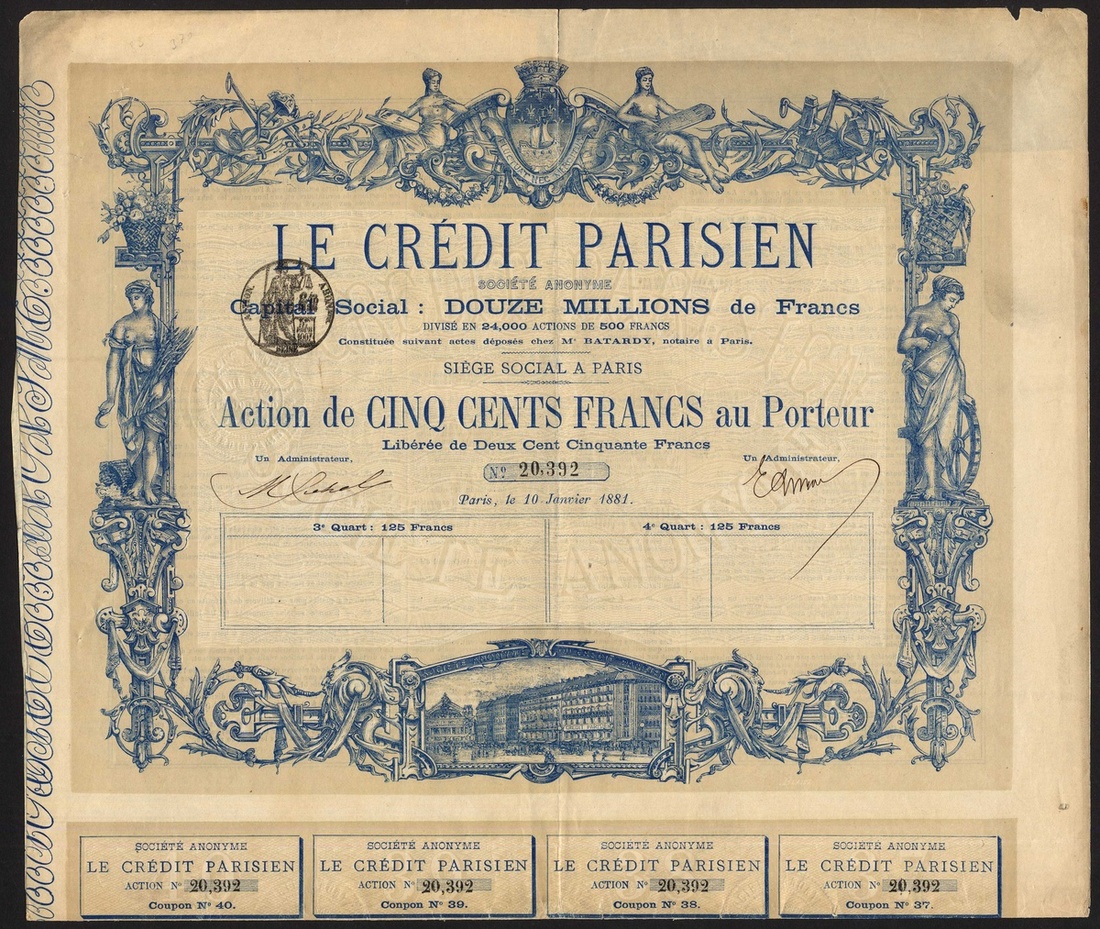 LE CRÉDIT PARISIEN
SOCIÉTÉ ANONYME
Capital Social : DOUZE MILLIONS de Francs
DIVISÉ EN 24,000 ACTIONS DE 500 FRANCS
Constituée suivant actes déposés chez Mᵉ BATARDY, notaire à Paris.
SIÈGE SOCIAL A PARIS
Action de CINQ CENTS FRANCS au Porteur
Libérée de Deux Cent Cinquante Francs
Un Administrateur,
Un Administrateur,
Nº 20,392
Paris, le 10 Janvier 1881.
3ᵉ Quart : 125 Francs
4ᵉ Quart : 125 Francs
SOCIÉTÉ ANONYME
LE CRÉDIT PARISIEN
ACTION Nº 20,392
Coupon Nº 40.
SOCIÉTÉ ANONYME
LE CRÉDIT PARISIEN
ACTION Nº 20,392
Conpon Nº 39.
SOCIÉTÉ ANONYME
LE CRÉDIT PARISIEN
ACTION Nº 20,392
Coupon Nº 38.
SOCIÉTÉ ANONYME
LE CRÉDIT PARISIEN
ACTION Nº 20,392
Coupon Nº 37.